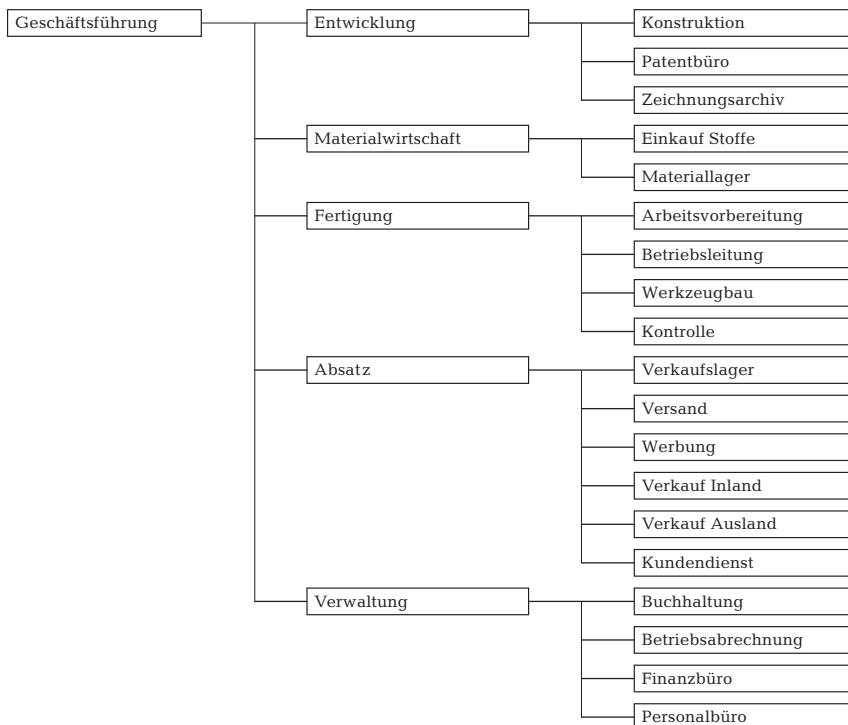 Geschäftsführung
Entwicklung
Konstruktion
Patentbüro
Zeichnungsarchiv
Materialwirtschaft
Einkauf Stoffe
Materiallager
Fertigung
Arbeitsvorbereitung
Betriebsleitung
Werkzeugbau
Kontrolle
Absatz
Verkaufslager
Versand
Werbung
Verkauf Inland
Verkauf Ausland
Kundendienst
Verwaltung
Buchhaltung
Betriebsabrechnung
Finanzbüro
Personalbüro